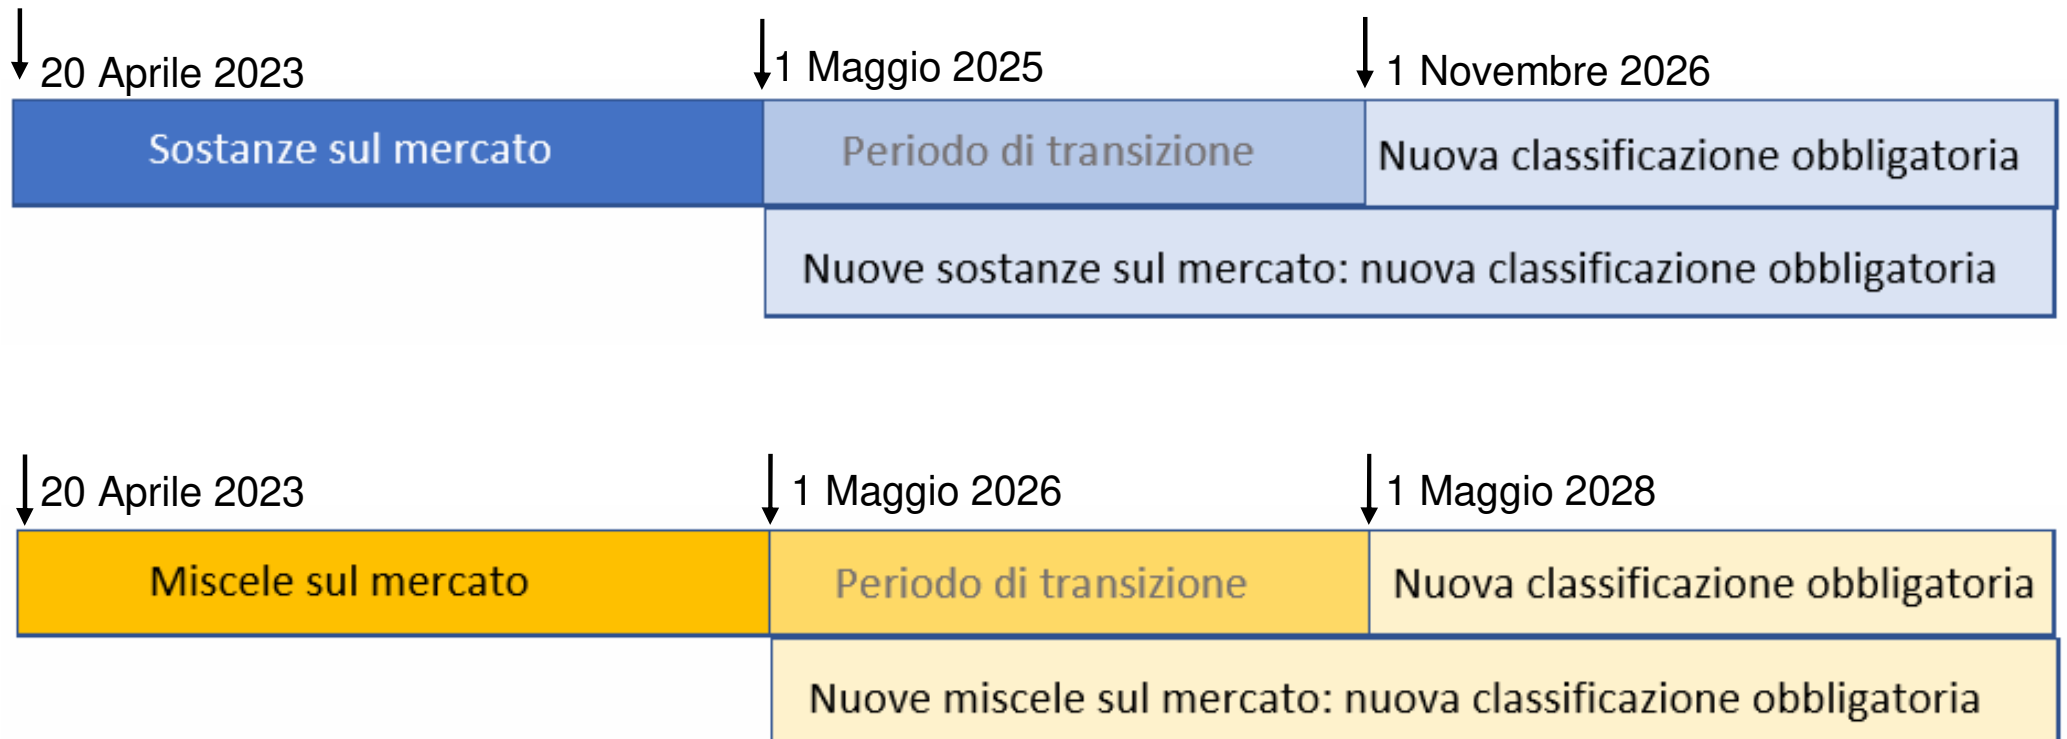 20 Aprile 2023
1 Maggio 2025
1 Novembre 2026
Sostanze sul mercato
Periodo di transizione
Nuova classificazione obbligatoria
Nuove sostanze sul mercato: nuova classificazione obbligatoria
20 Aprile 2023
1 Maggio 2026
1 Maggio 2028
Miscele sul mercato
Periodo di transizione
Nuova classificazione obbligatoria
Nuove miscele sul mercato: nuova classificazione obbligatoria